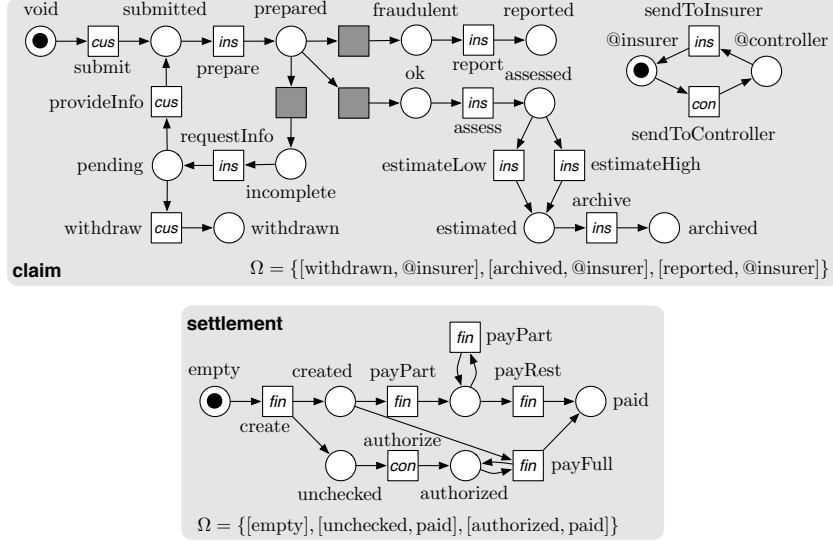 void
submitted
prepared
fraudulent
reported
sendToInsurer
cus
ins
ins
@insurer
@controller
ins
submit
prepare
report
ok
assessed
provideInfo
cus
ins
con
assess
sendToController
requestInfo
estimateLow
ins
ins
estimateHigh
pending
ins
incomplete
archive
withdraw
cus
withdrawn
estimated
ins
archived
claim
Ω = {[withdrawn, @insurer], [archived, @insurer], [reported, @insurer]}
settlement
fin
payPart
empty
created
payPart
payRest
fin
fin
fin
paid
create
authorize
con
fin
payFull
unchecked
authorized
Ω = {[empty], [unchecked, paid], [authorized, paid]}